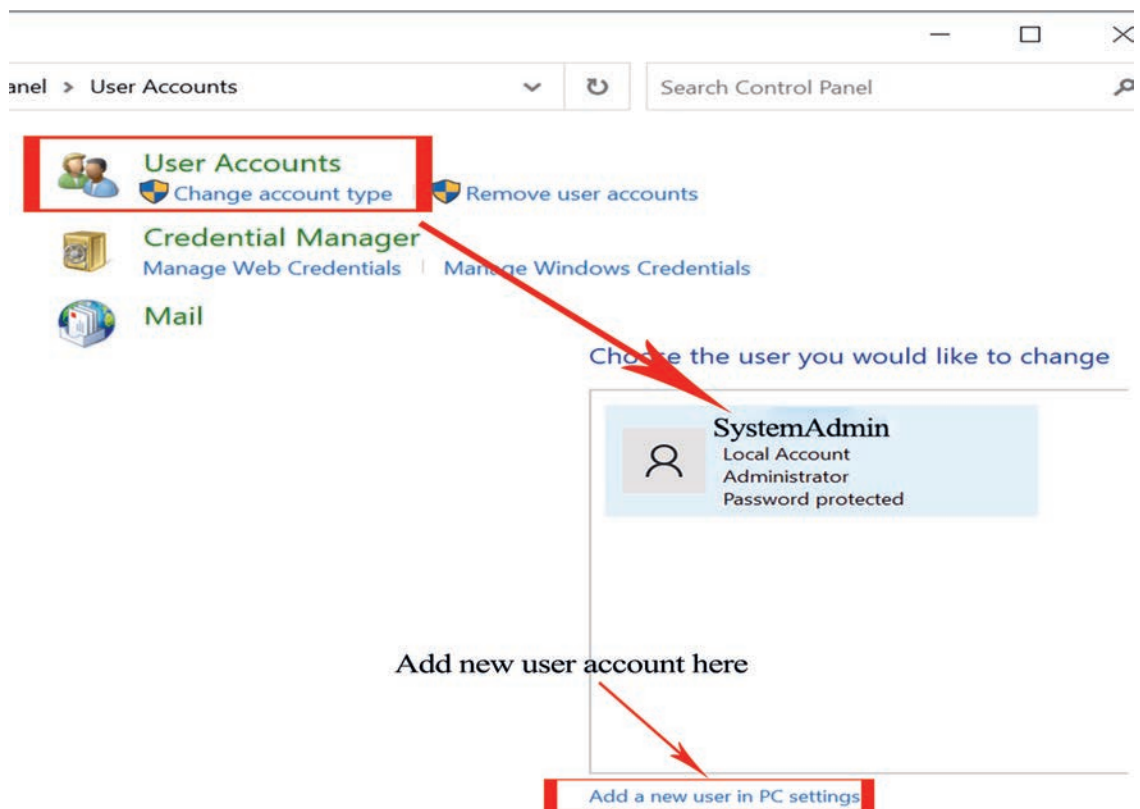 anel > User Accounts
Search Control Panel
User Accounts
Change account type
Remove user accounts
Credential Manager
Manage Web Credentials
Manage Windows Credentials
Mail
Choose the user you would like to change
SystemAdmin
Local Account
Administrator
Password protected
Add new user account here
Add a new user in PC settings